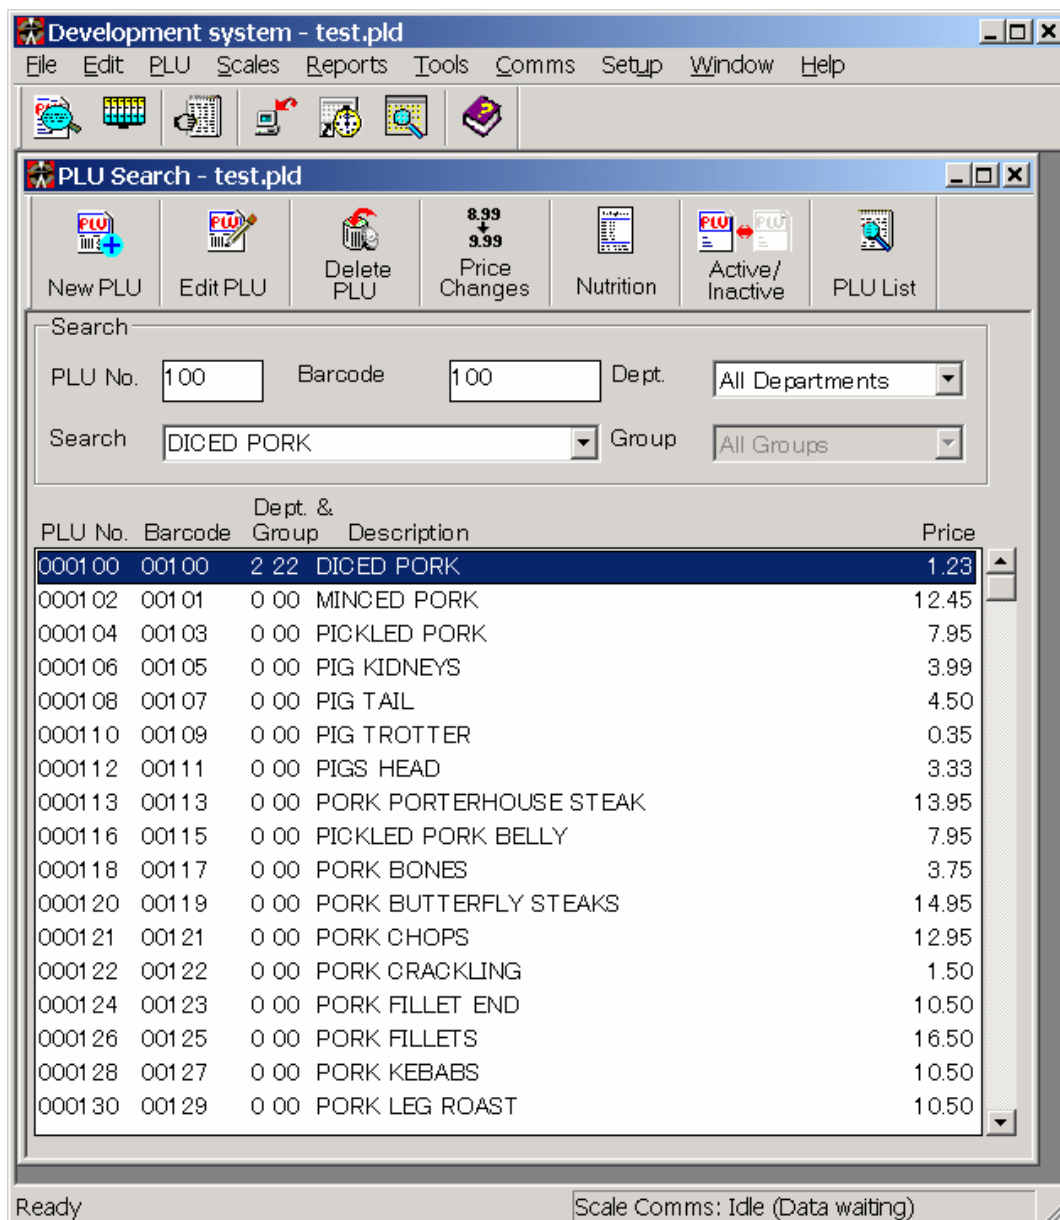 Development system - test.pld
File Edit PLU Scales Reports Tools Comms Setup Window Help
PLU Search - test.pld
PLU
PLU
8.99
9.99
PLU PLU
New PLU
Edit PLU
Delete PLU
Price Changes
Nutrition
Active/ Inactive
PLU List
Search
PLU No. 100 Barcode 100 Dept. All Departments
Search DICED PORK Group All Groups
Dept. &
PLU No. Barcode Group Description Price
000100 00100 2 22 DICED PORK 1.23
000102 00101 0 00 MINCED PORK 12.45
000104 00103 0 00 PICKLED PORK 7.95
000106 00105 0 00 PIG KIDNEYS 3.99
000108 00107 0 00 PIG TAIL 4.50
000110 00109 0 00 PIG TROTTER 0.35
000112 00111 0 00 PIGS HEAD 3.33
000113 00113 0 00 PORK PORTERHOUSE STEAK 13.95
000116 00115 0 00 PICKLED PORK BELLY 7.95
000118 00117 0 00 PORK BONES 3.75
000120 00119 0 00 PORK BUTTERFLY STEAKS 14.95
000121 00121 0 00 PORK CHOPS 12.95
000122 00122 0 00 PORK CRACKLING 1.50
000124 00123 0 00 PORK FILLET END 10.50
000126 00125 0 00 PORK FILLETS 16.50
000128 00127 0 00 PORK KEBABS 10.50
000130 00129 0 00 PORK LEG ROAST 10.50
Ready Scale Comms: Idle (Data waiting)